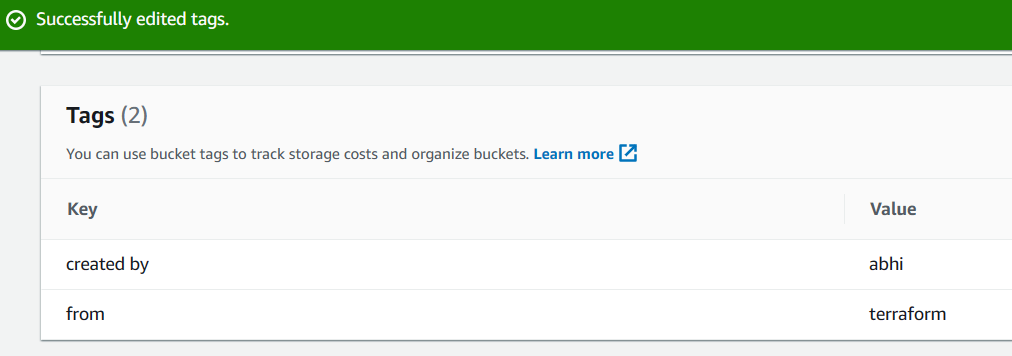 Successfully edited tags.
Tags (2)
You can use bucket tags to track storage costs and organize buckets. Learn more
Key Value
created by abhi
from terraform